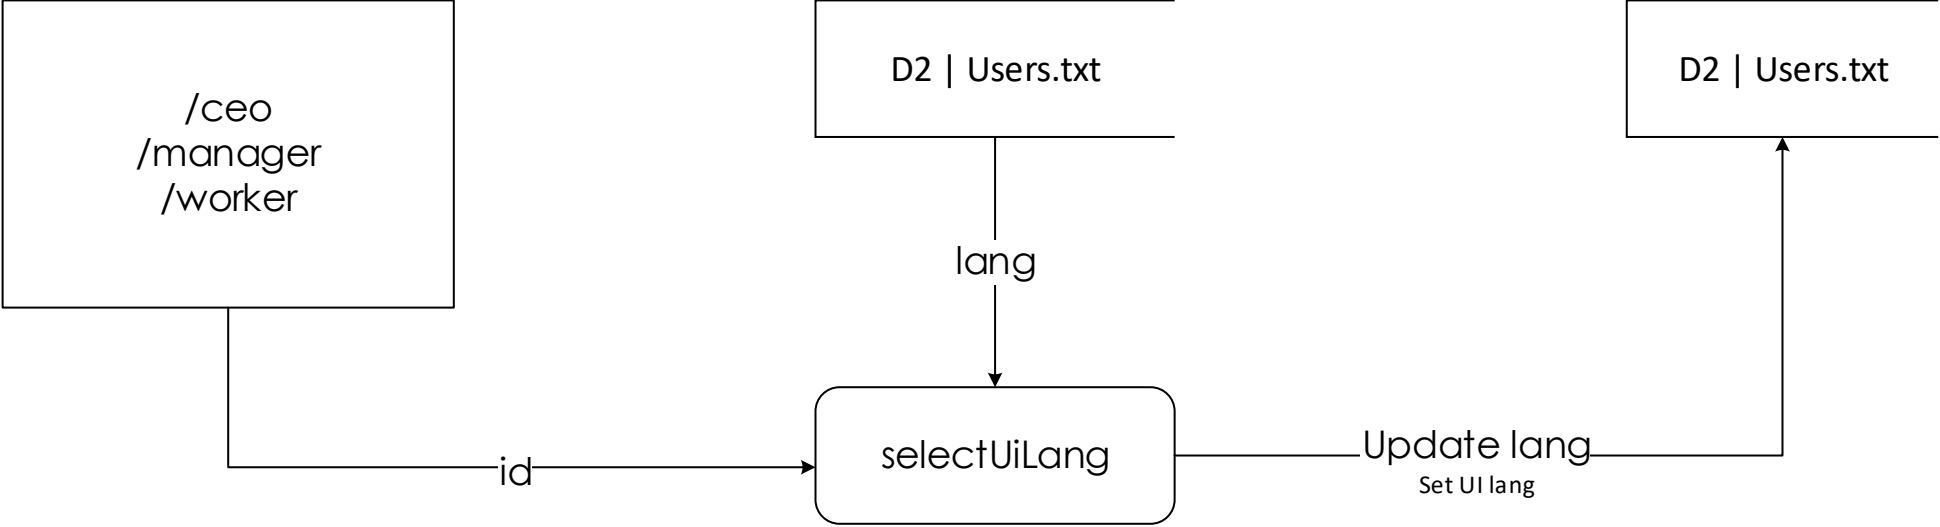 /ceo
/manager
/worker
D2 | Users.txt
D2 | Users.txt
lang
selectUiLang
id
Update lang
Set UI lang